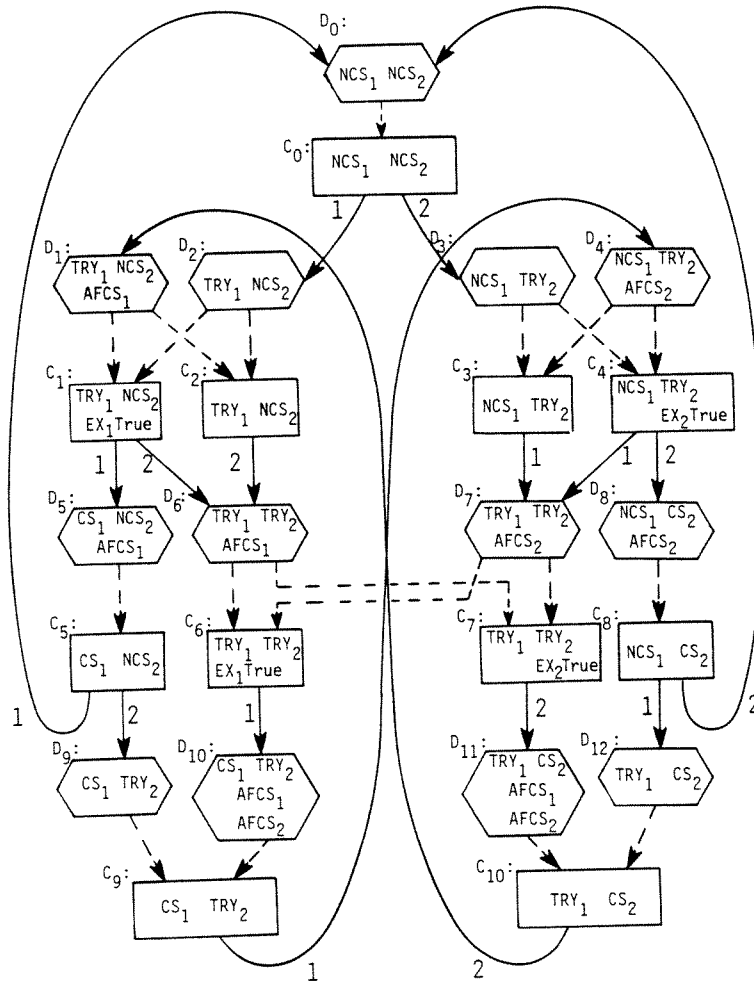 D₀:
NCS₁ NCS₂
C₀:
NCS₁ NCS₂
1 2
D₁:
TRY₁ NCS₂
AFCS₁
D₂:
TRY₁ NCS₂
D₃:
NCS₁ TRY₂
D₄:
NCS₁ TRY₂
AFCS₂
C₁:
TRY₁ NCS₂
EX₁True
C₂:
TRY₁ NCS₂
C₃:
NCS₁ TRY₂
C₄:
NCS₁ TRY₂
EX₂True
1 2 2 1 1 2
D₅:
CS₁ NCS₂
AFCS₁
D₆:
TRY₁ TRY₂
AFCS₁
D₇:
TRY₁ TRY₂
AFCS₂
D₈:
NCS₁ CS₂
AFCS₂
C₅:
CS₁ NCS₂
C₆:
TRY₁ TRY₂
EX₁True
C₇:
TRY₁ TRY₂
EX₂True
C₈:
NCS₁ CS₂
1 2 1 2 1 2
D₉:
CS₁ TRY₂
D₁₀:
CS₁ TRY₂
AFCS₁
AFCS₂
D₁₁:
TRY₁ CS₂
AFCS₁
AFCS₂
D₁₂:
TRY₁ CS₂
C₉:
CS₁ TRY₂
C₁₀:
TRY₁ CS₂
1 2